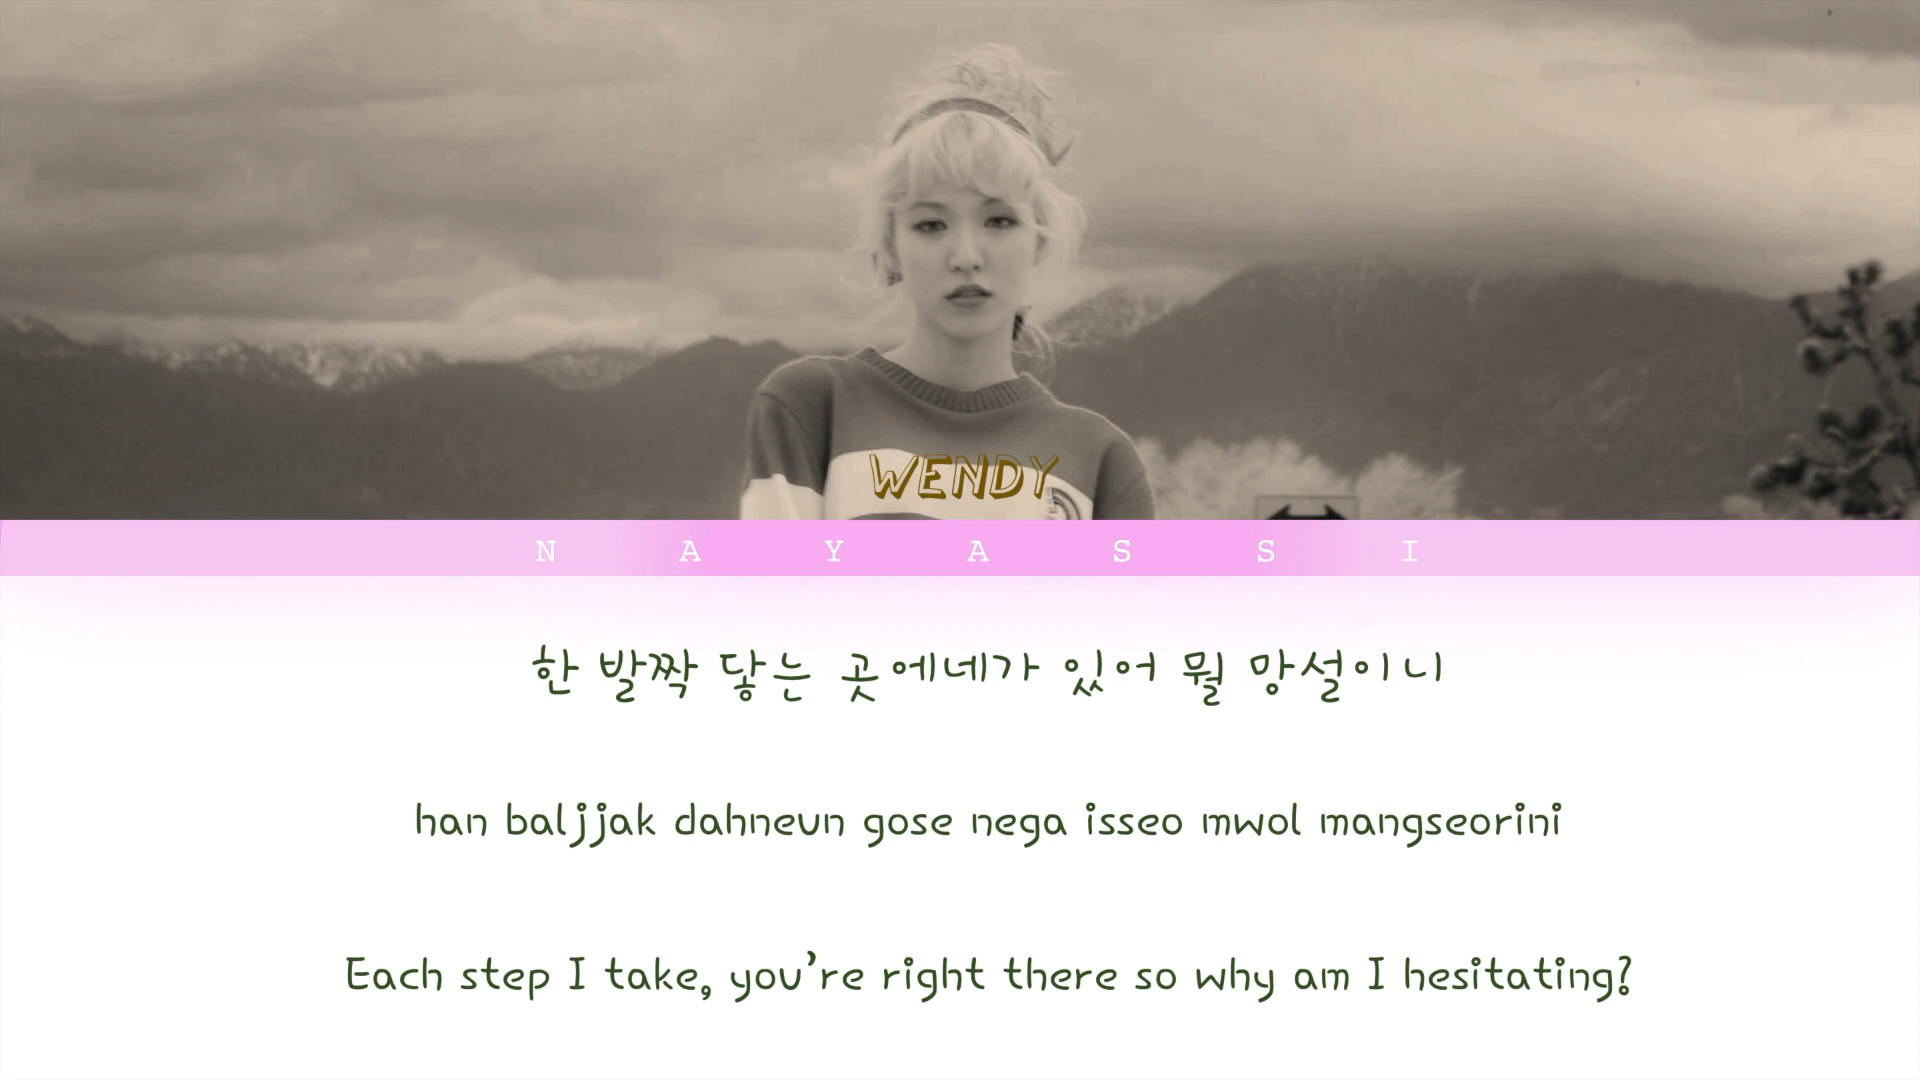 WENDY
N A Y A S S I
한 발짝 닿는 곳에네가 있어 뭘 망설이니
han baljjak dahneun gose nega isseo mwol mangseorini
Each step I take, you're right there so why am I hesitating?